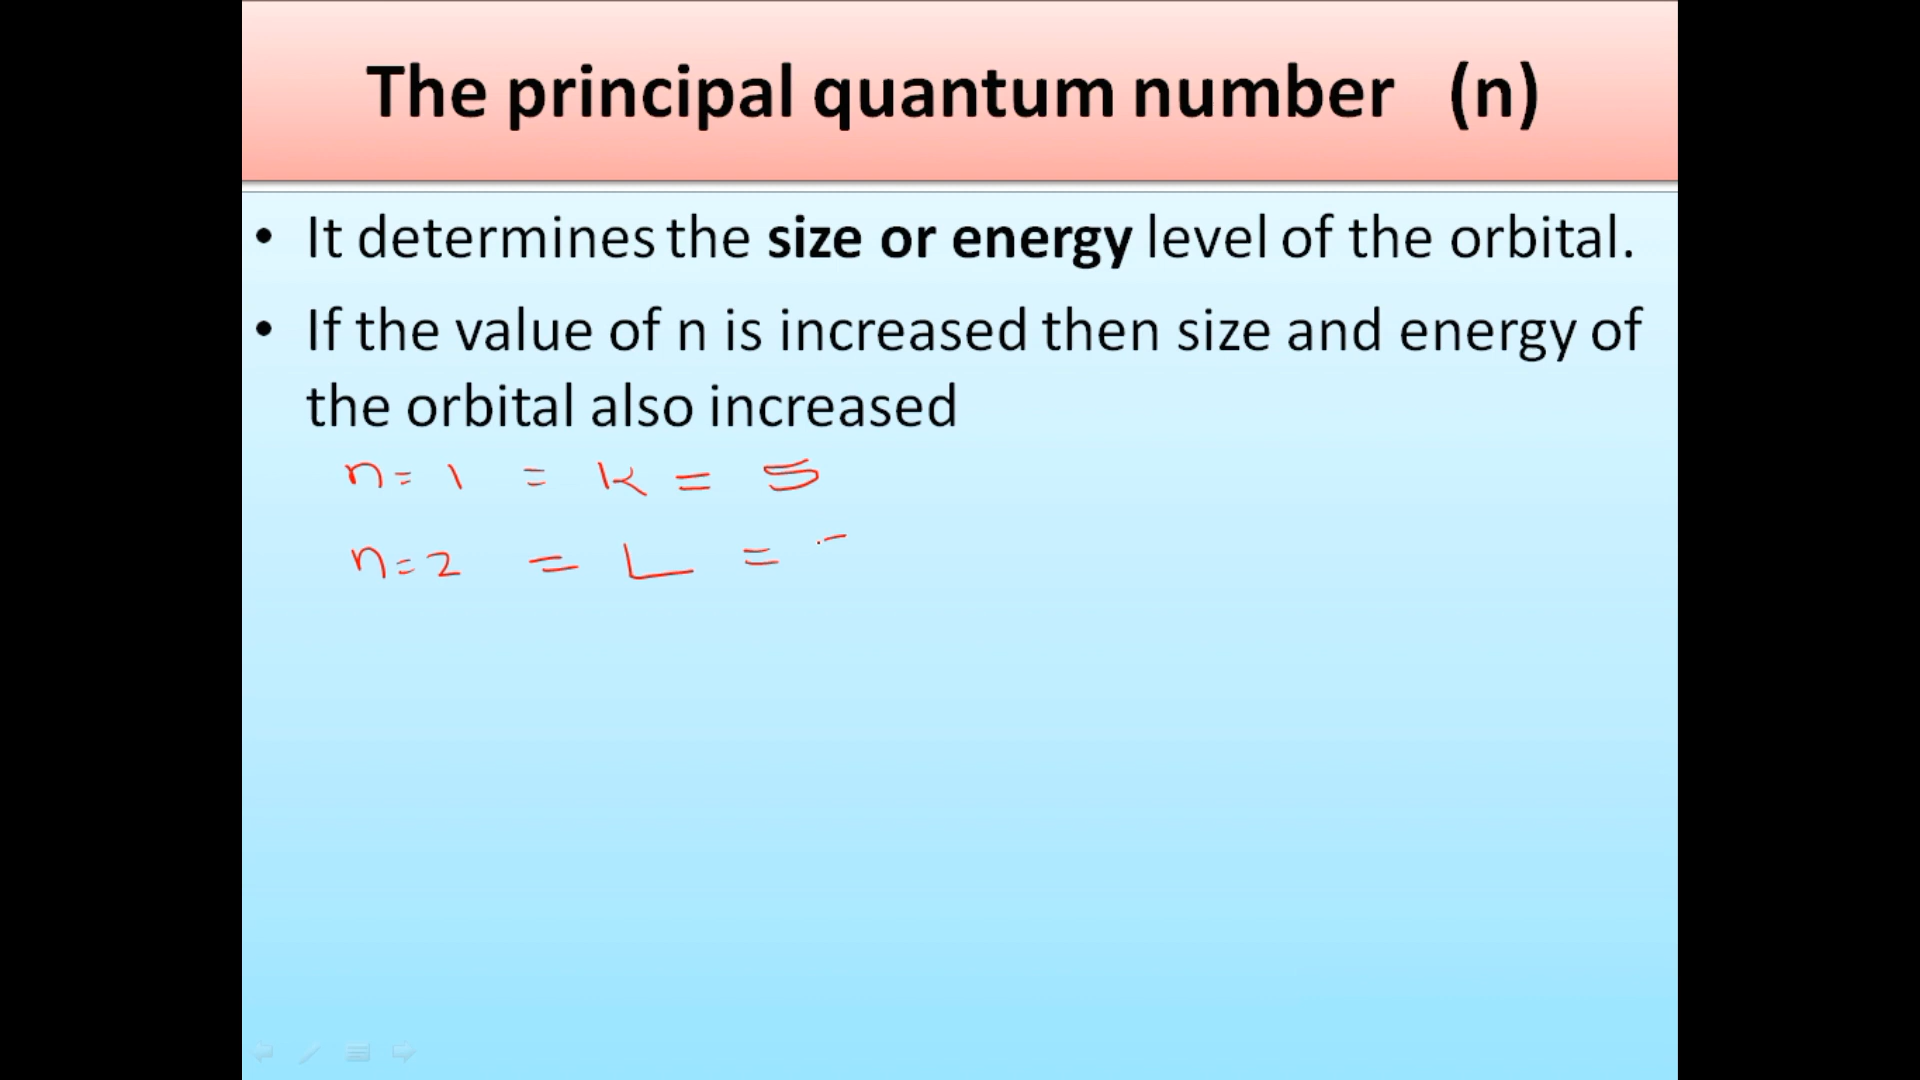 The principal quantum number (n)
• It determines the size or energy level of the orbital.
• If the value of n is increased then size and energy of
the orbital also increased
n = 1 = K = S
n = 2 = L =